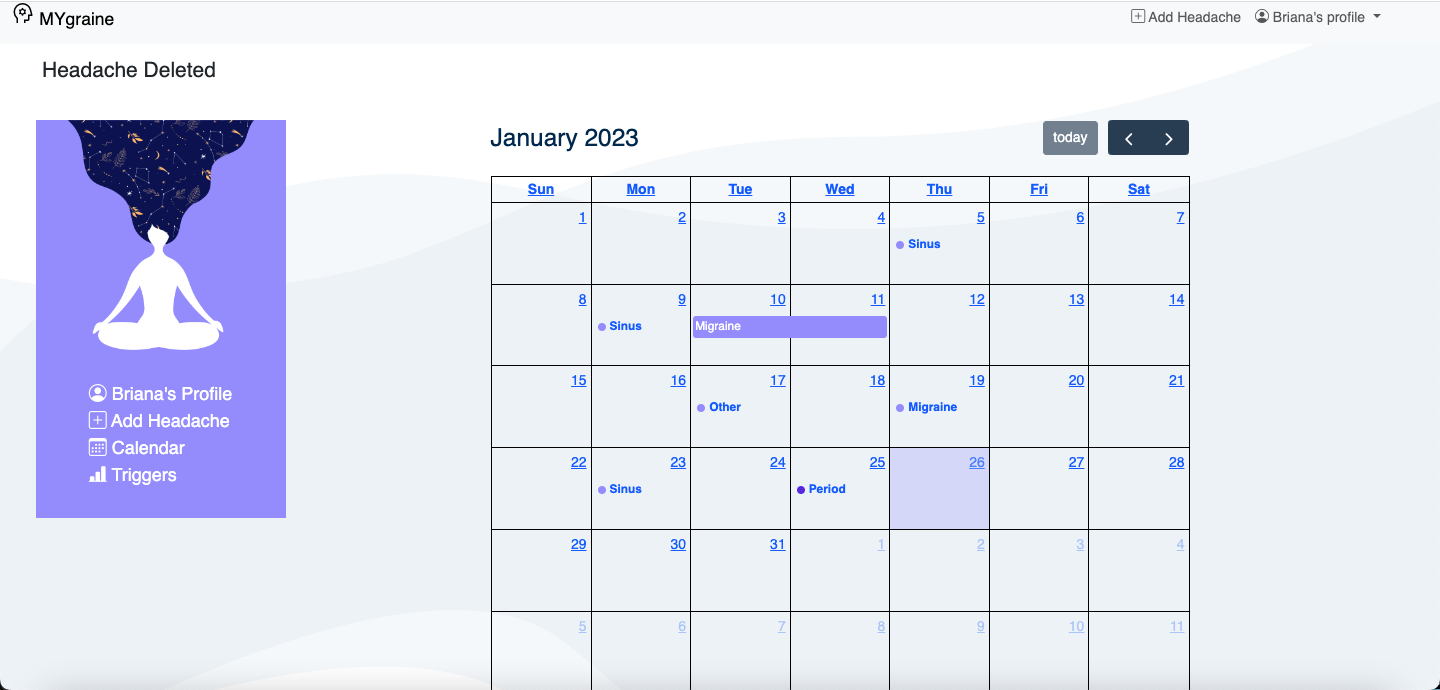 MYgraine
Add Headache Briana's profile
Headache Deleted
Briana's Profile
Add Headache
Calendar
Triggers
January 2023
today
Sun Mon Tue Wed Thu Fri Sat
1 2 3 4 5 6 7
Sinus
8 9 10 11 12 13 14
Sinus Migraine
15 16 17 18 19 20 21
Other Migraine
22 23 24 25 26 27 28
Sinus Period
29 30 31 1 2 3 4
5 6 7 8 9 10 11